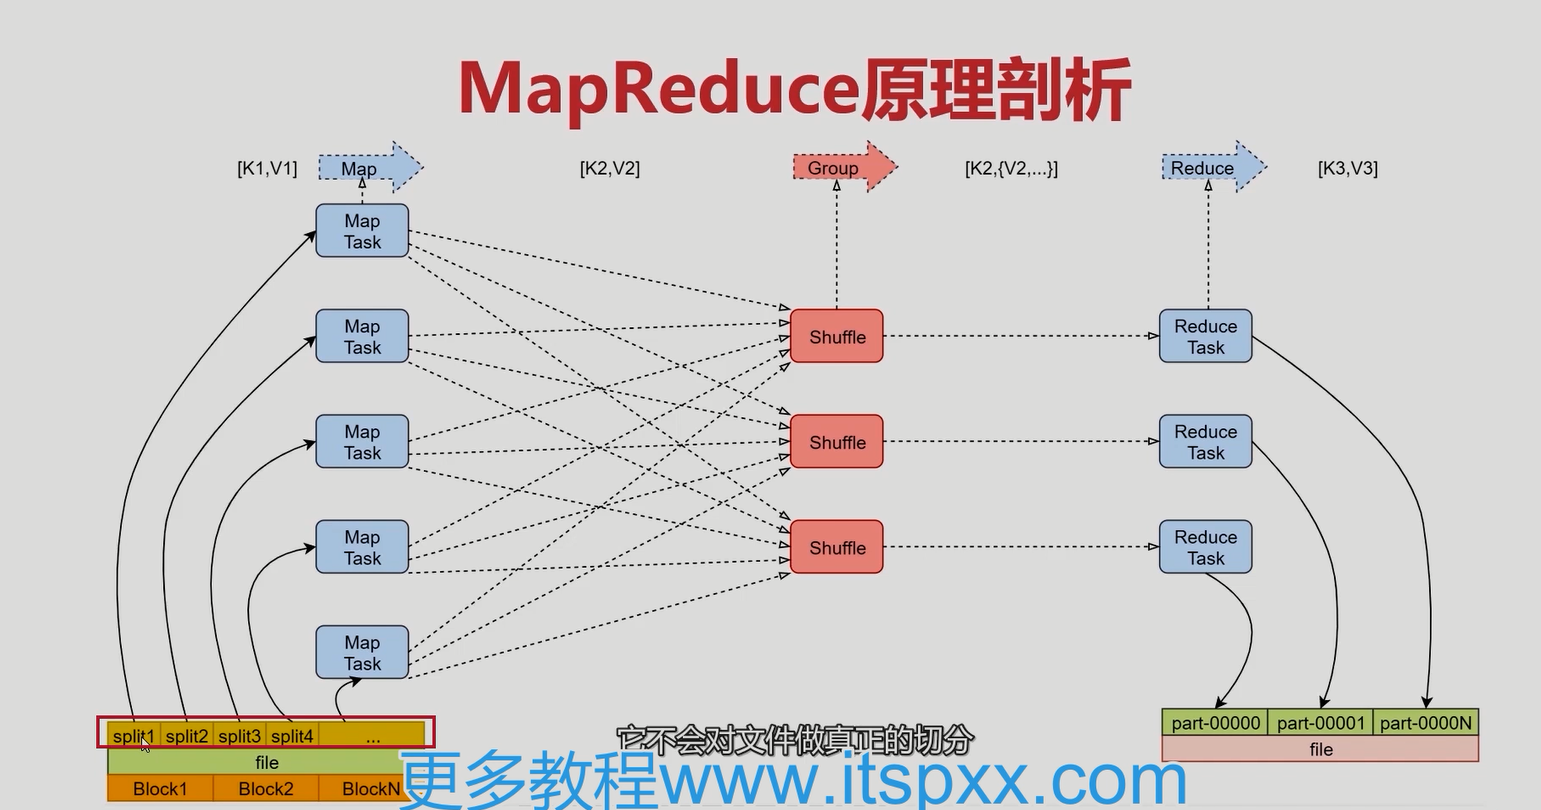 MapReduce原理剖析
[K1,V1]
Map
[K2,V2]
Group
[K2,{V2,...}]
Reduce
[K3,V3]
Map
Task
Map
Task
Map
Task
Map
Task
Map
Task
Shuffle
Shuffle
Shuffle
Reduce
Task
Reduce
Task
Reduce
Task
split1 split2 split3 split4 ...
file
Block1 Block2 BlockN
part-00000 part-00001 part-0000N
file
它不会对文件做真正的切分
更多教程www.itspxx.com